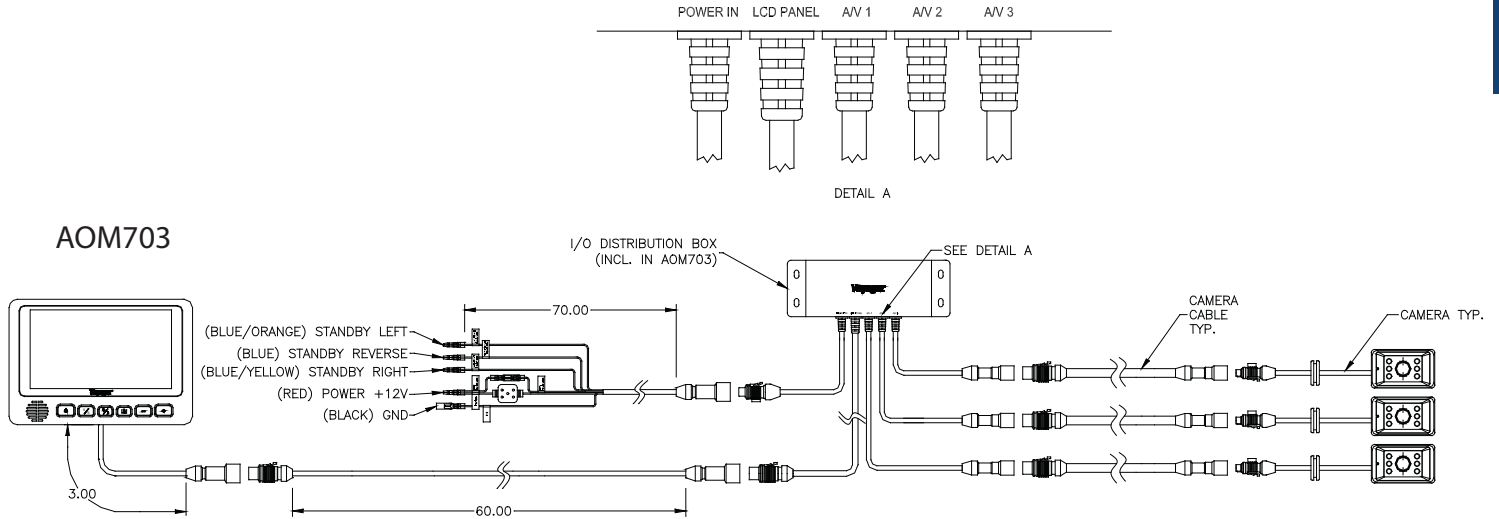 POWER IN LCD PANEL A/V 1 A/V 2 A/V 3
DETAIL A
AOM703
I/O DISTRIBUTION BOX
(INCL. IN AOM703)
SEE DETAIL A
70.00
(BLUE/ORANGE) STANDBY LEFT
(BLUE) STANDBY REVERSE
(BLUE/YELLOW) STANDBY RIGHT
(RED) POWER +12V
(BLACK) GND
CAMERA
CABLE
TYP.
CAMERA TYP.
3.00
60.00